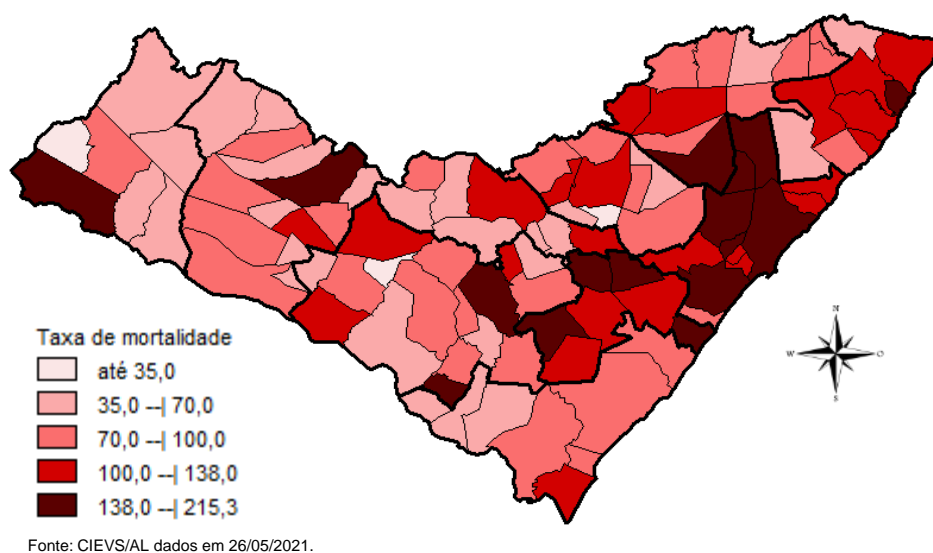 Taxa de mortalidade
até 35,0
35,0 --| 70,0
70,0 --| 100,0
100,0 --| 138,0
138,0 --| 215,3
N
W
O
S
Fonte: CIEVS/AL dados em 26/05/2021.